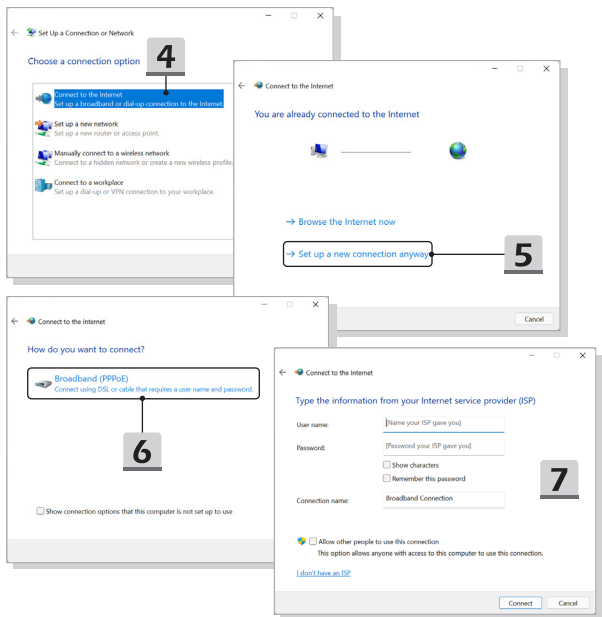 Set Up a Connection or Network
Choose a connection option
4
Connect to the Internet
Set up a broadband or dial-up connection to the Internet.
Set up a new network
Set up a new router or access point.
Manually connect to a wireless network
Connect to a hidden network or create a new wireless profile.
Connect to a workplace
Set up a dial-up or VPN connection to your workplace.
Connect to the Internet
You are already connected to the Internet
→ Browse the Internet now
→ Set up a new connection anyway
5
Cancel
Connect to the Internet
How do you want to connect?
Broadband (PPPoE)
Connect using DSL or cable that requires a user name and password.
6
Show connection options that this computer is not set up to use
Connect to the Internet
Type the information from your Internet service provider (ISP)
User name: [Name your ISP gave you]
Password: [Password your ISP gave you]
Show characters
Remember this password
7
Connection name: Broadband Connection
Allow other people to use this connection
This option allows anyone with access to this computer to use this connection.
I don't have an ISP
Connect Cancel